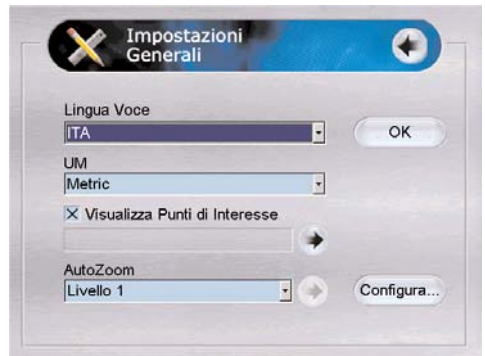 Impostazioni
Generali
Lingua Voce
ITA
OK
UM
Metric
Visualizza Punti di Interesse
AutoZoom
Livello 1
Configura...